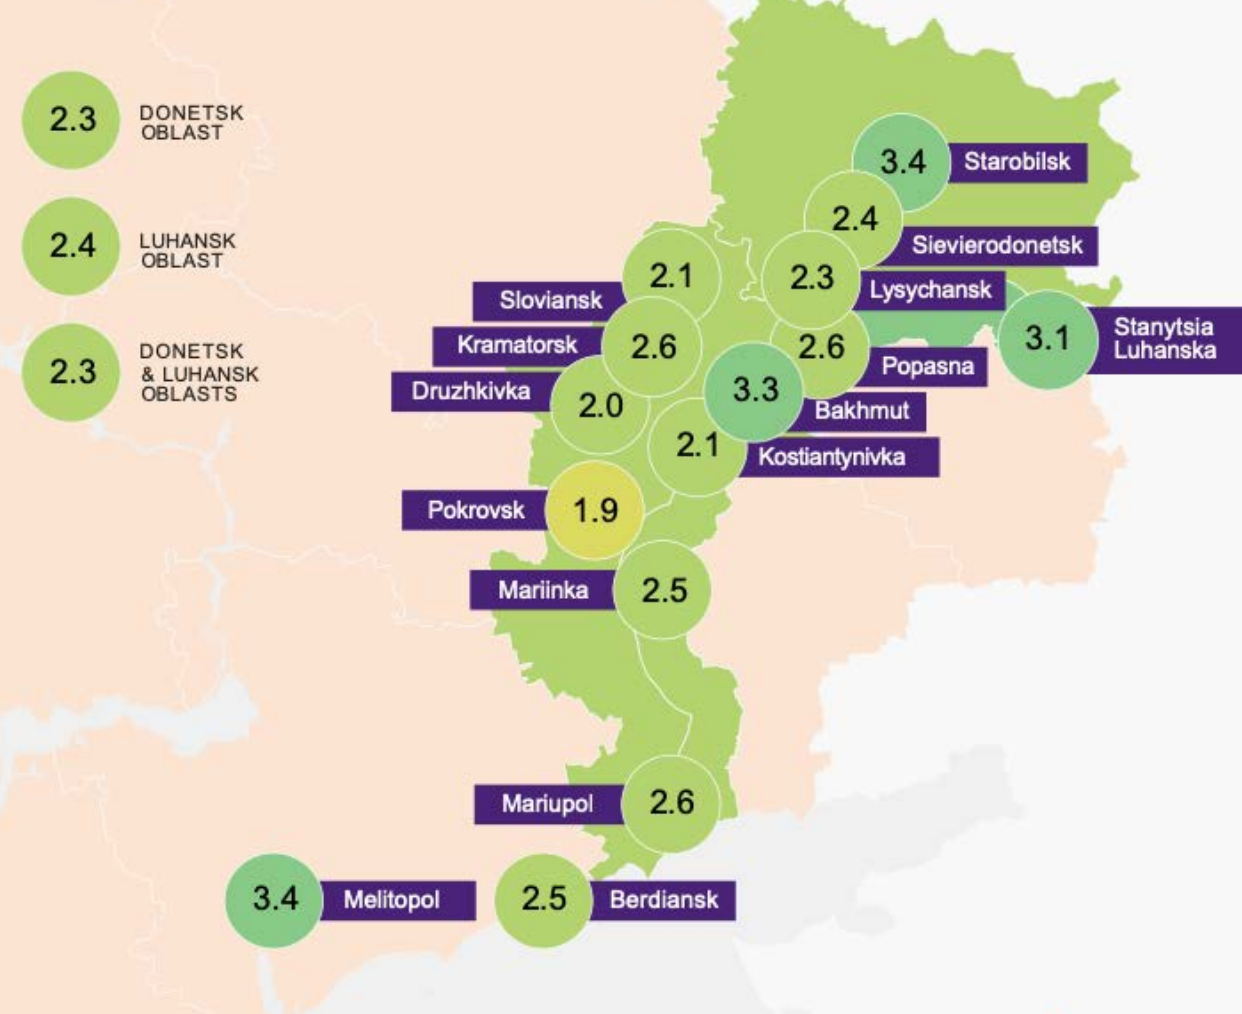 2.3
DONETSK
OBLAST
2.4
LUHANSK
OBLAST
2.3
DONETSK
& LUHANSK
OBLASTS
3.4
Starobilsk
2.4
Sievierodonetsk
2.1
Sloviansk
2.3
Lysychansk
2.6
Kramatorsk
2.6
Popasna
3.1
Stanytsia
Luhanska
2.0
Druzhkivka
3.3
Bakhmut
2.1
Kostiantynivka
Pokrovsk
1.9
Mariinka
2.5
Mariupol
2.6
3.4
Melitopol
2.5
Berdiansk